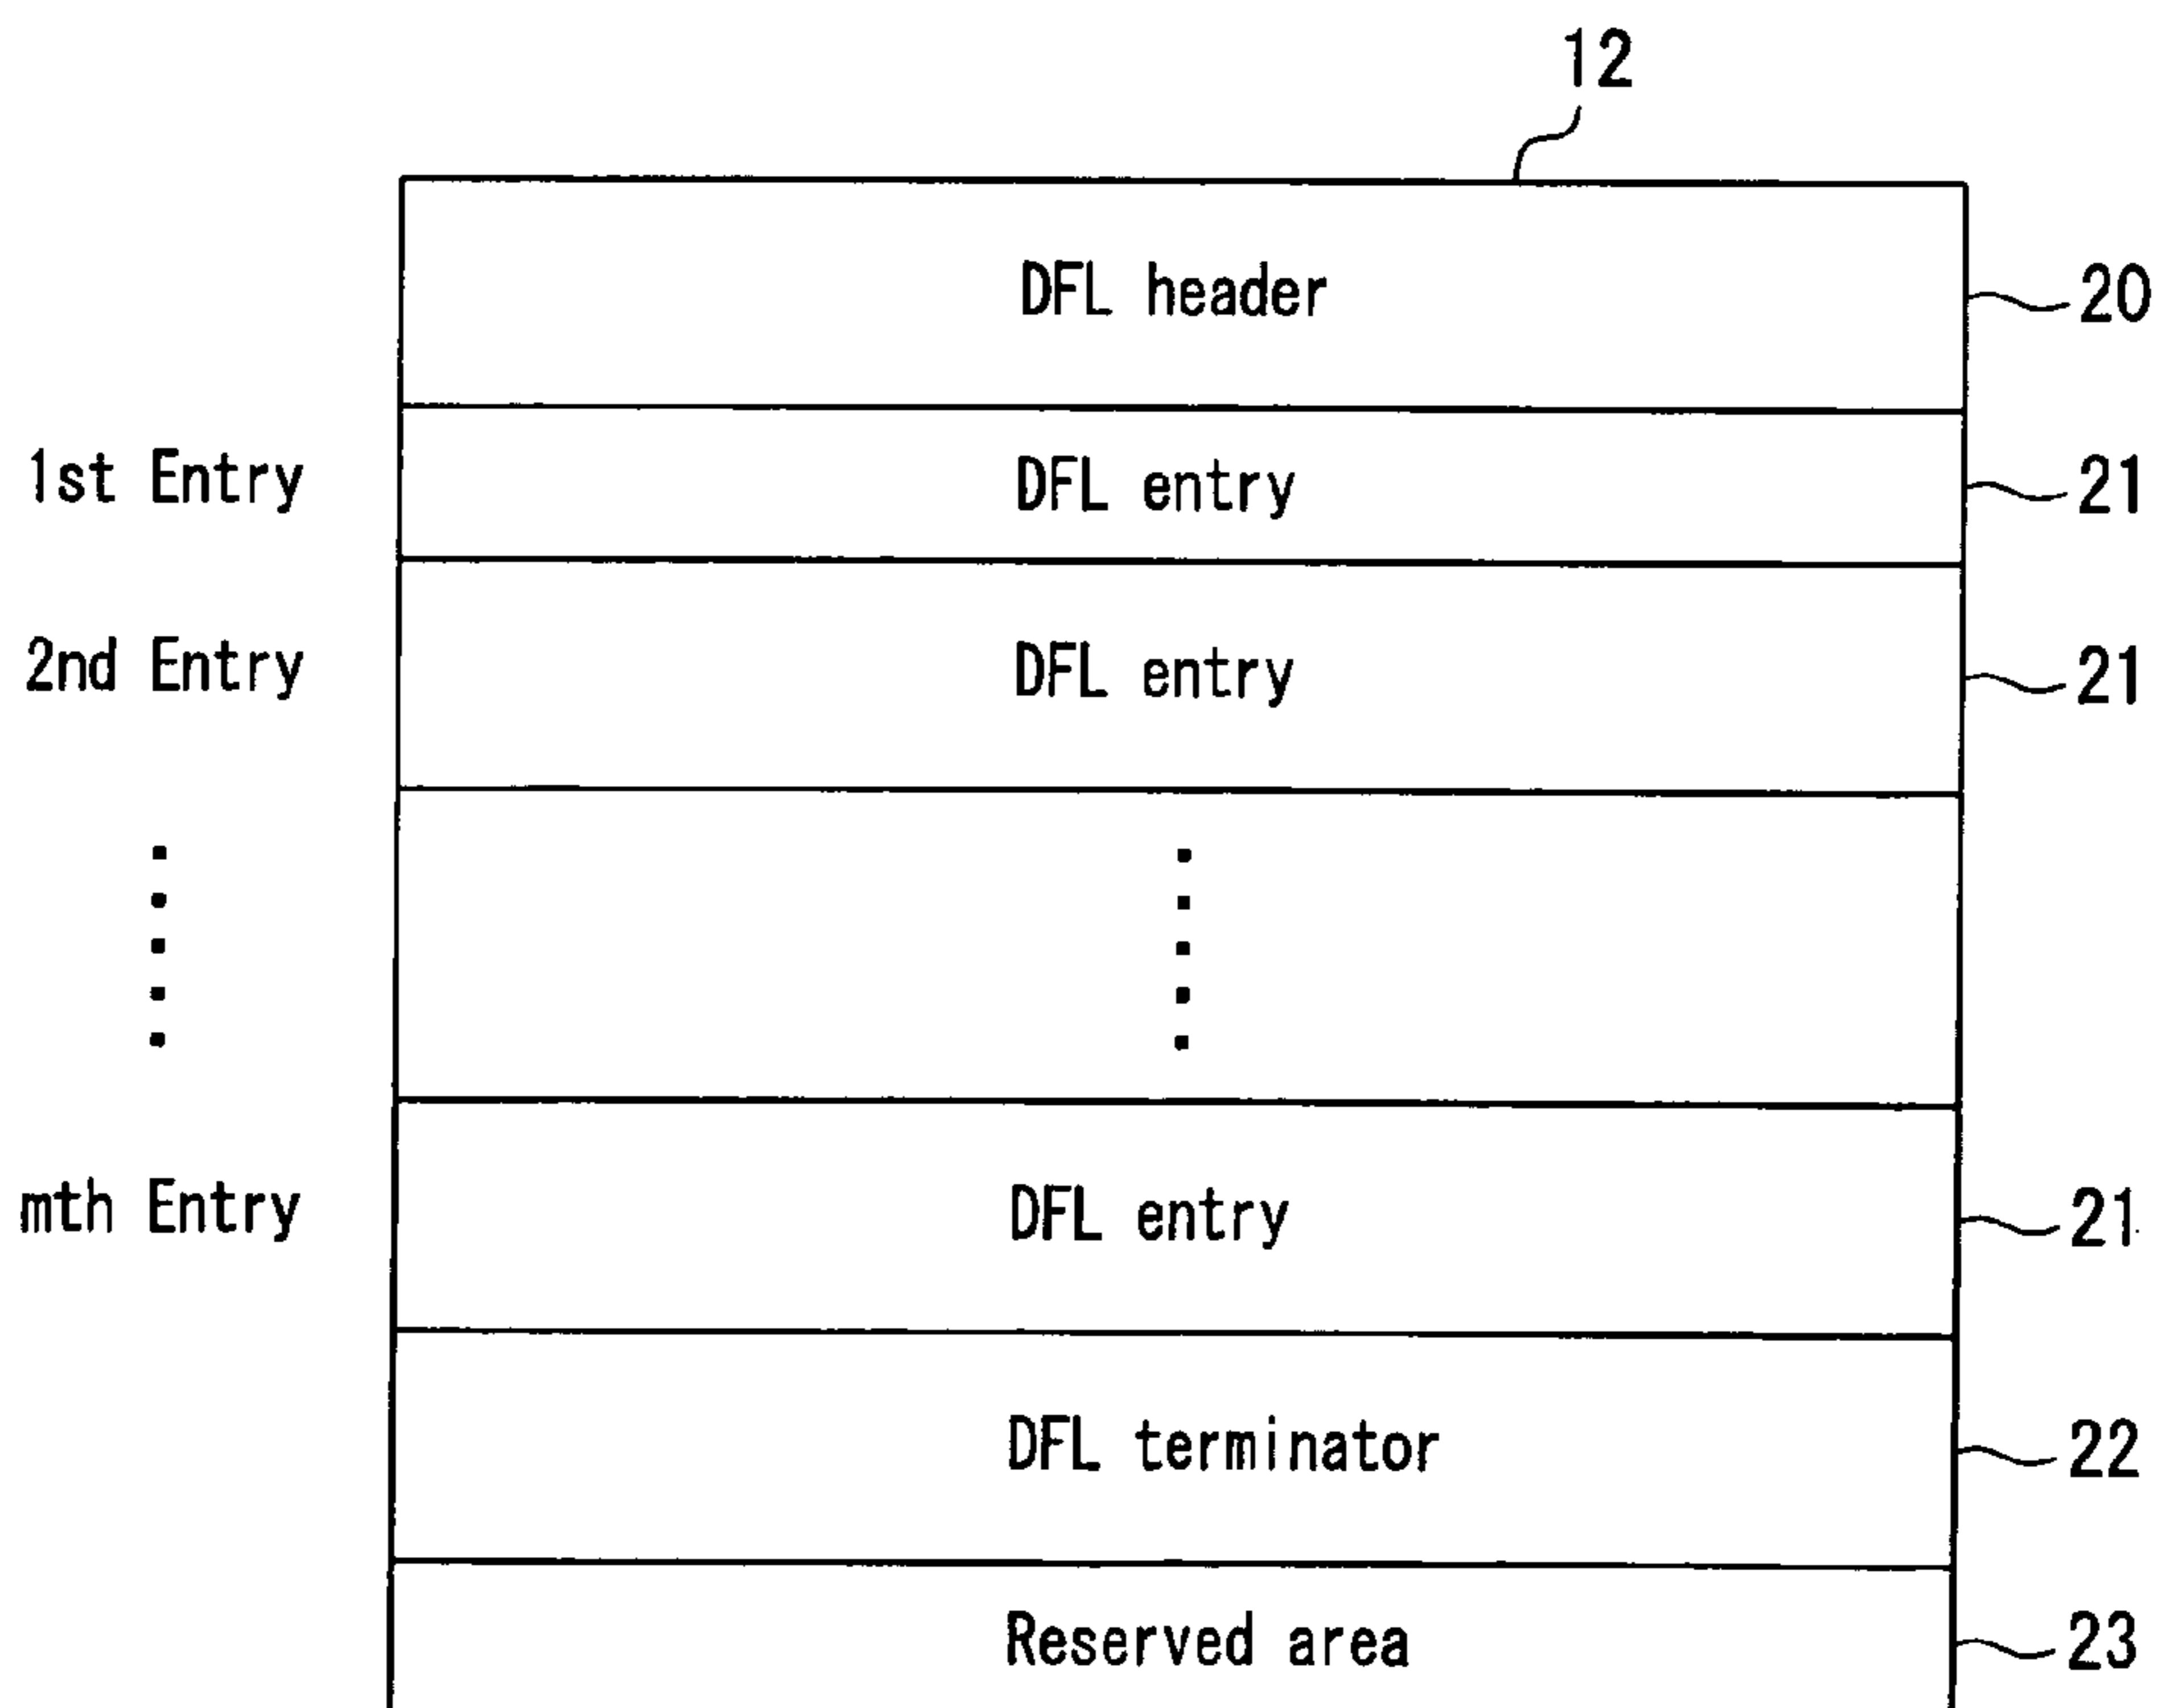 12
DFL header 20
1st Entry DFL entry 21
2nd Entry DFL entry 21
mth Entry DFL entry 21
DFL terminator 22
Reserved area 23